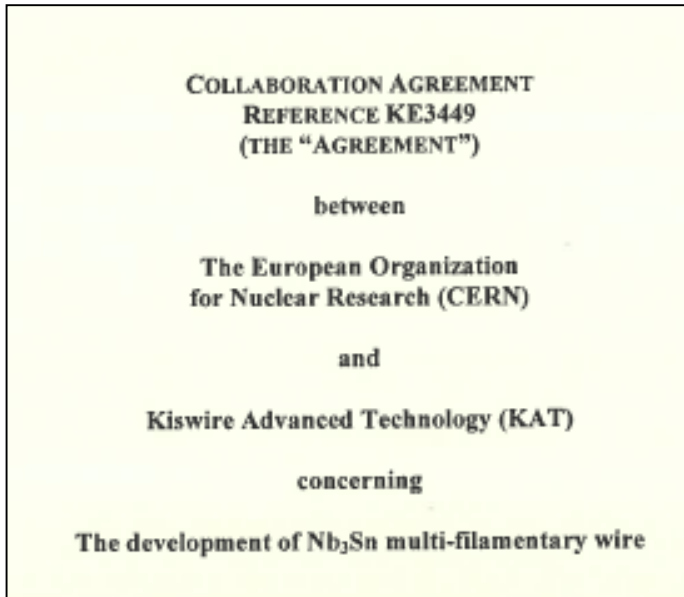 COLLABORATION AGREEMENT
REFERENCE KE3449
(THE “AGREEMENT”)
between
The European Organization
for Nuclear Research (CERN)
and
Kiswire Advanced Technology (KAT)
concerning
The development of Nb₃Sn multi-filamentary wire